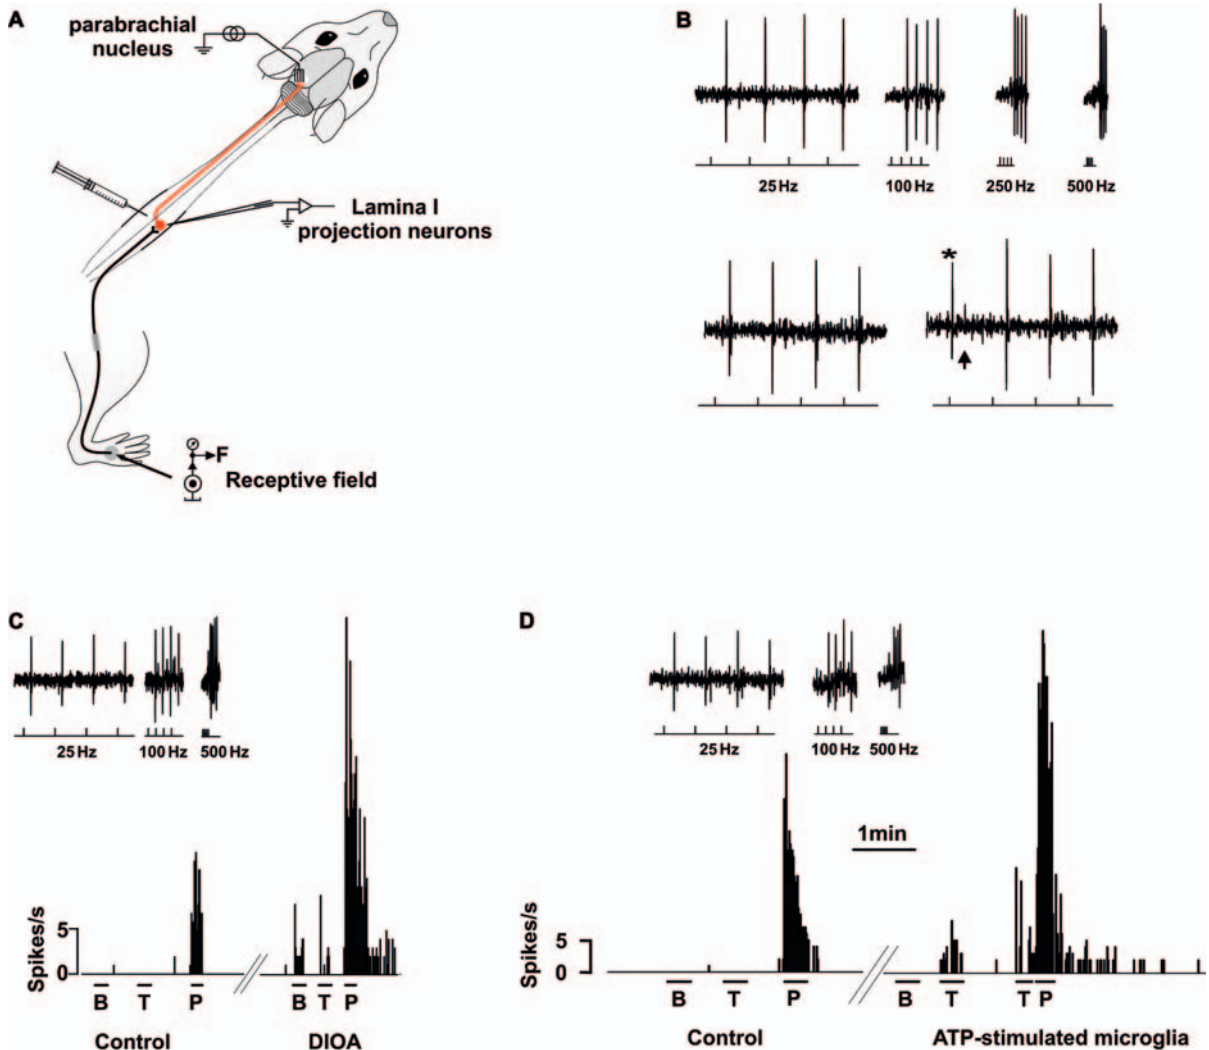 A
parabrachial
nucleus
Lamina I
projection neurons
F
Receptive field
B
25 Hz
100 Hz
250 Hz
500 Hz
*
C
25 Hz
100 Hz
500 Hz
Spikes/s
5
0
B T P
B T P
Control
DIOA
D
25 Hz
100 Hz
500 Hz
1min
Spikes/s
5
0
B T P
B T T P
Control
ATP-stimulated microglia